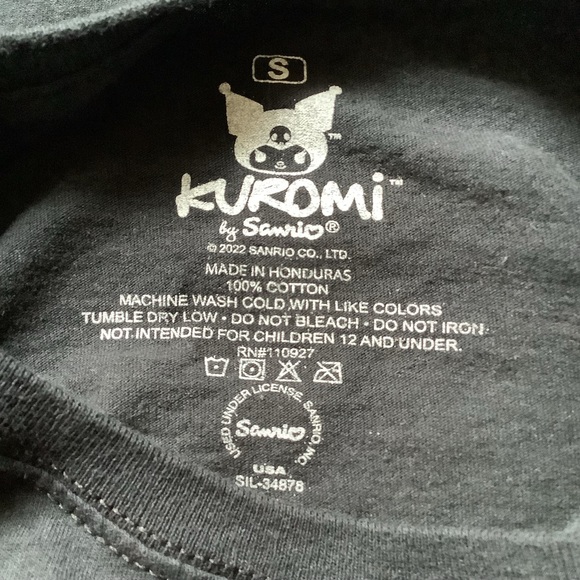 S
™
KUROMI™
by Sanrio®
© 2022 SANRIO CO., LTD.
MADE IN HONDURAS
100% COTTON
MACHINE WASH COLD WITH LIKE COLORS
TUMBLE DRY LOW • DO NOT BLEACH • DO NOT IRON
NOT INTENDED FOR CHILDREN 12 AND UNDER.
RN#110927
USED UNDER LICENSE. SANRIO, INC.
Sanrio
USA
SIL-34878